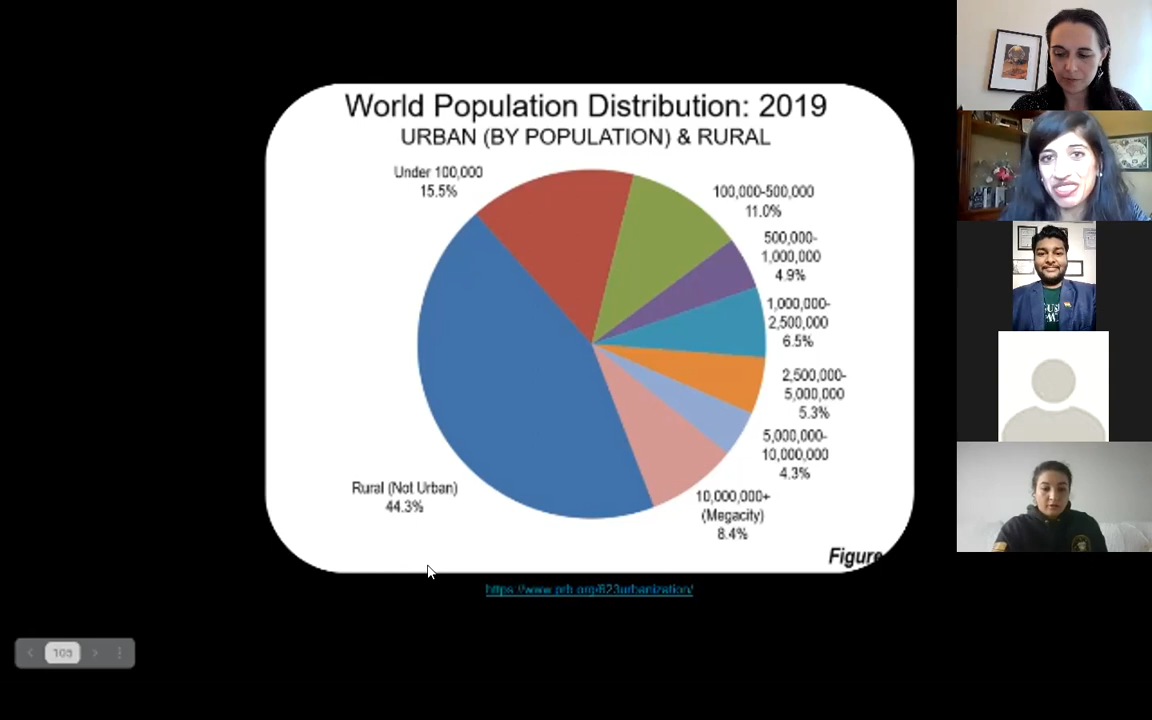 World Population Distribution: 2019
URBAN (BY POPULATION) & RURAL
Under 100,000
15.5%
100,000-500,000
11.0%
500,000-
1,000,000
4.9%
1,000,000-
2,500,000
6.5%
2,500,000-
5,000,000
5.3%
5,000,000-
10,000,000
4.3%
10,000,000+
(Megacity)
8.4%
Rural (Not Urban)
44.3%
Figure
https://www.prb.org/623urbanization/
103